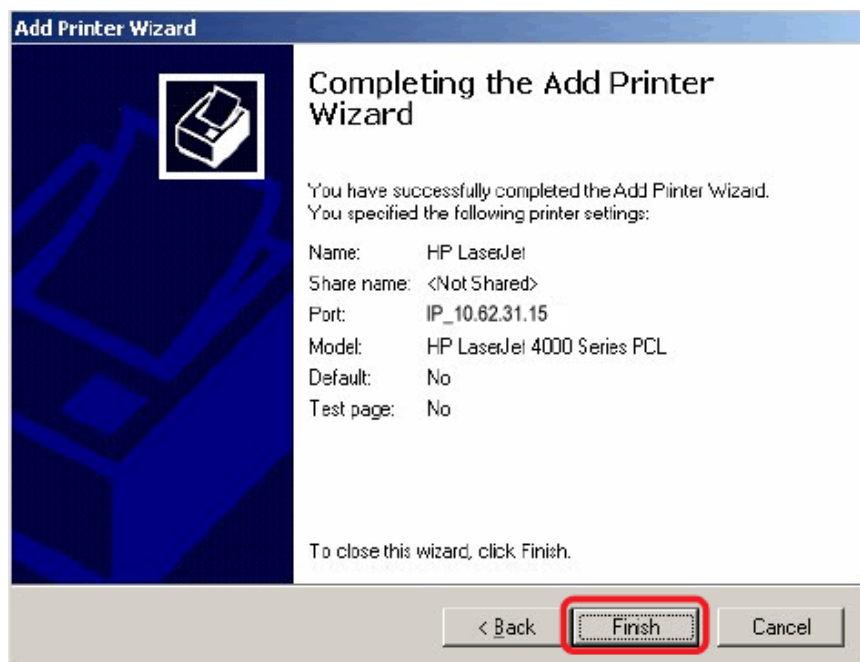 Add Printer Wizard
Completing the Add Printer
Wizard
You have successfully completed the Add Printer Wizard.
You specified the following printer settings:
Name: HP LaserJet
Share name: <Not Shared>
Port: IP_10.62.31.15
Model: HP LaserJet 4000 Series PCL
Default: No
Test page: No
To close this wizard, click Finish.
< Back Finish Cancel